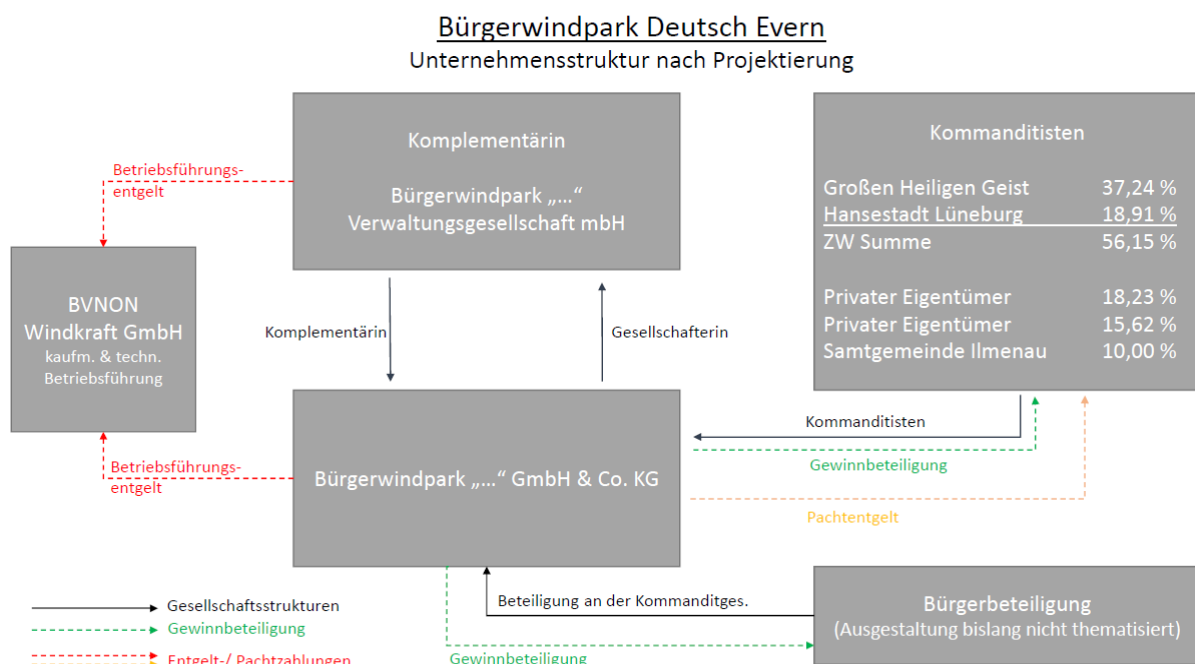 Bürgerwindpark Deutsch Evern
Unternehmensstruktur nach Projektierung
Komplementärin
Bürgerwindpark „…“
Verwaltungsgesellschaft mbH
Kommanditisten
Großen Heiligen Geist 37,24 %
Hansestadt Lüneburg 18,91 %
ZW Summe 56,15 %
Privater Eigentümer 18,23 %
Privater Eigentümer 15,62 %
Samtgemeinde Ilmenau 10,00 %
Betriebsführungs-
entgelt
BVNON
Windkraft GmbH
kaufm. & techn.
Betriebsführung
Komplementärin
Gesellschafterin
Betriebsführungs-
entgelt
Bürgerwindpark „…“ GmbH & Co. KG
Kommanditisten
Gewinnbeteiligung
Pachtentgelt
Beteiligung an der Kommanditges.
Gewinnbeteiligung
Bürgerbeteiligung
(Ausgestaltung bislang nicht thematisiert)
Gesellschaftsstrukturen
Gewinnbeteiligung
Entgelt-/ Pachtzahlungen